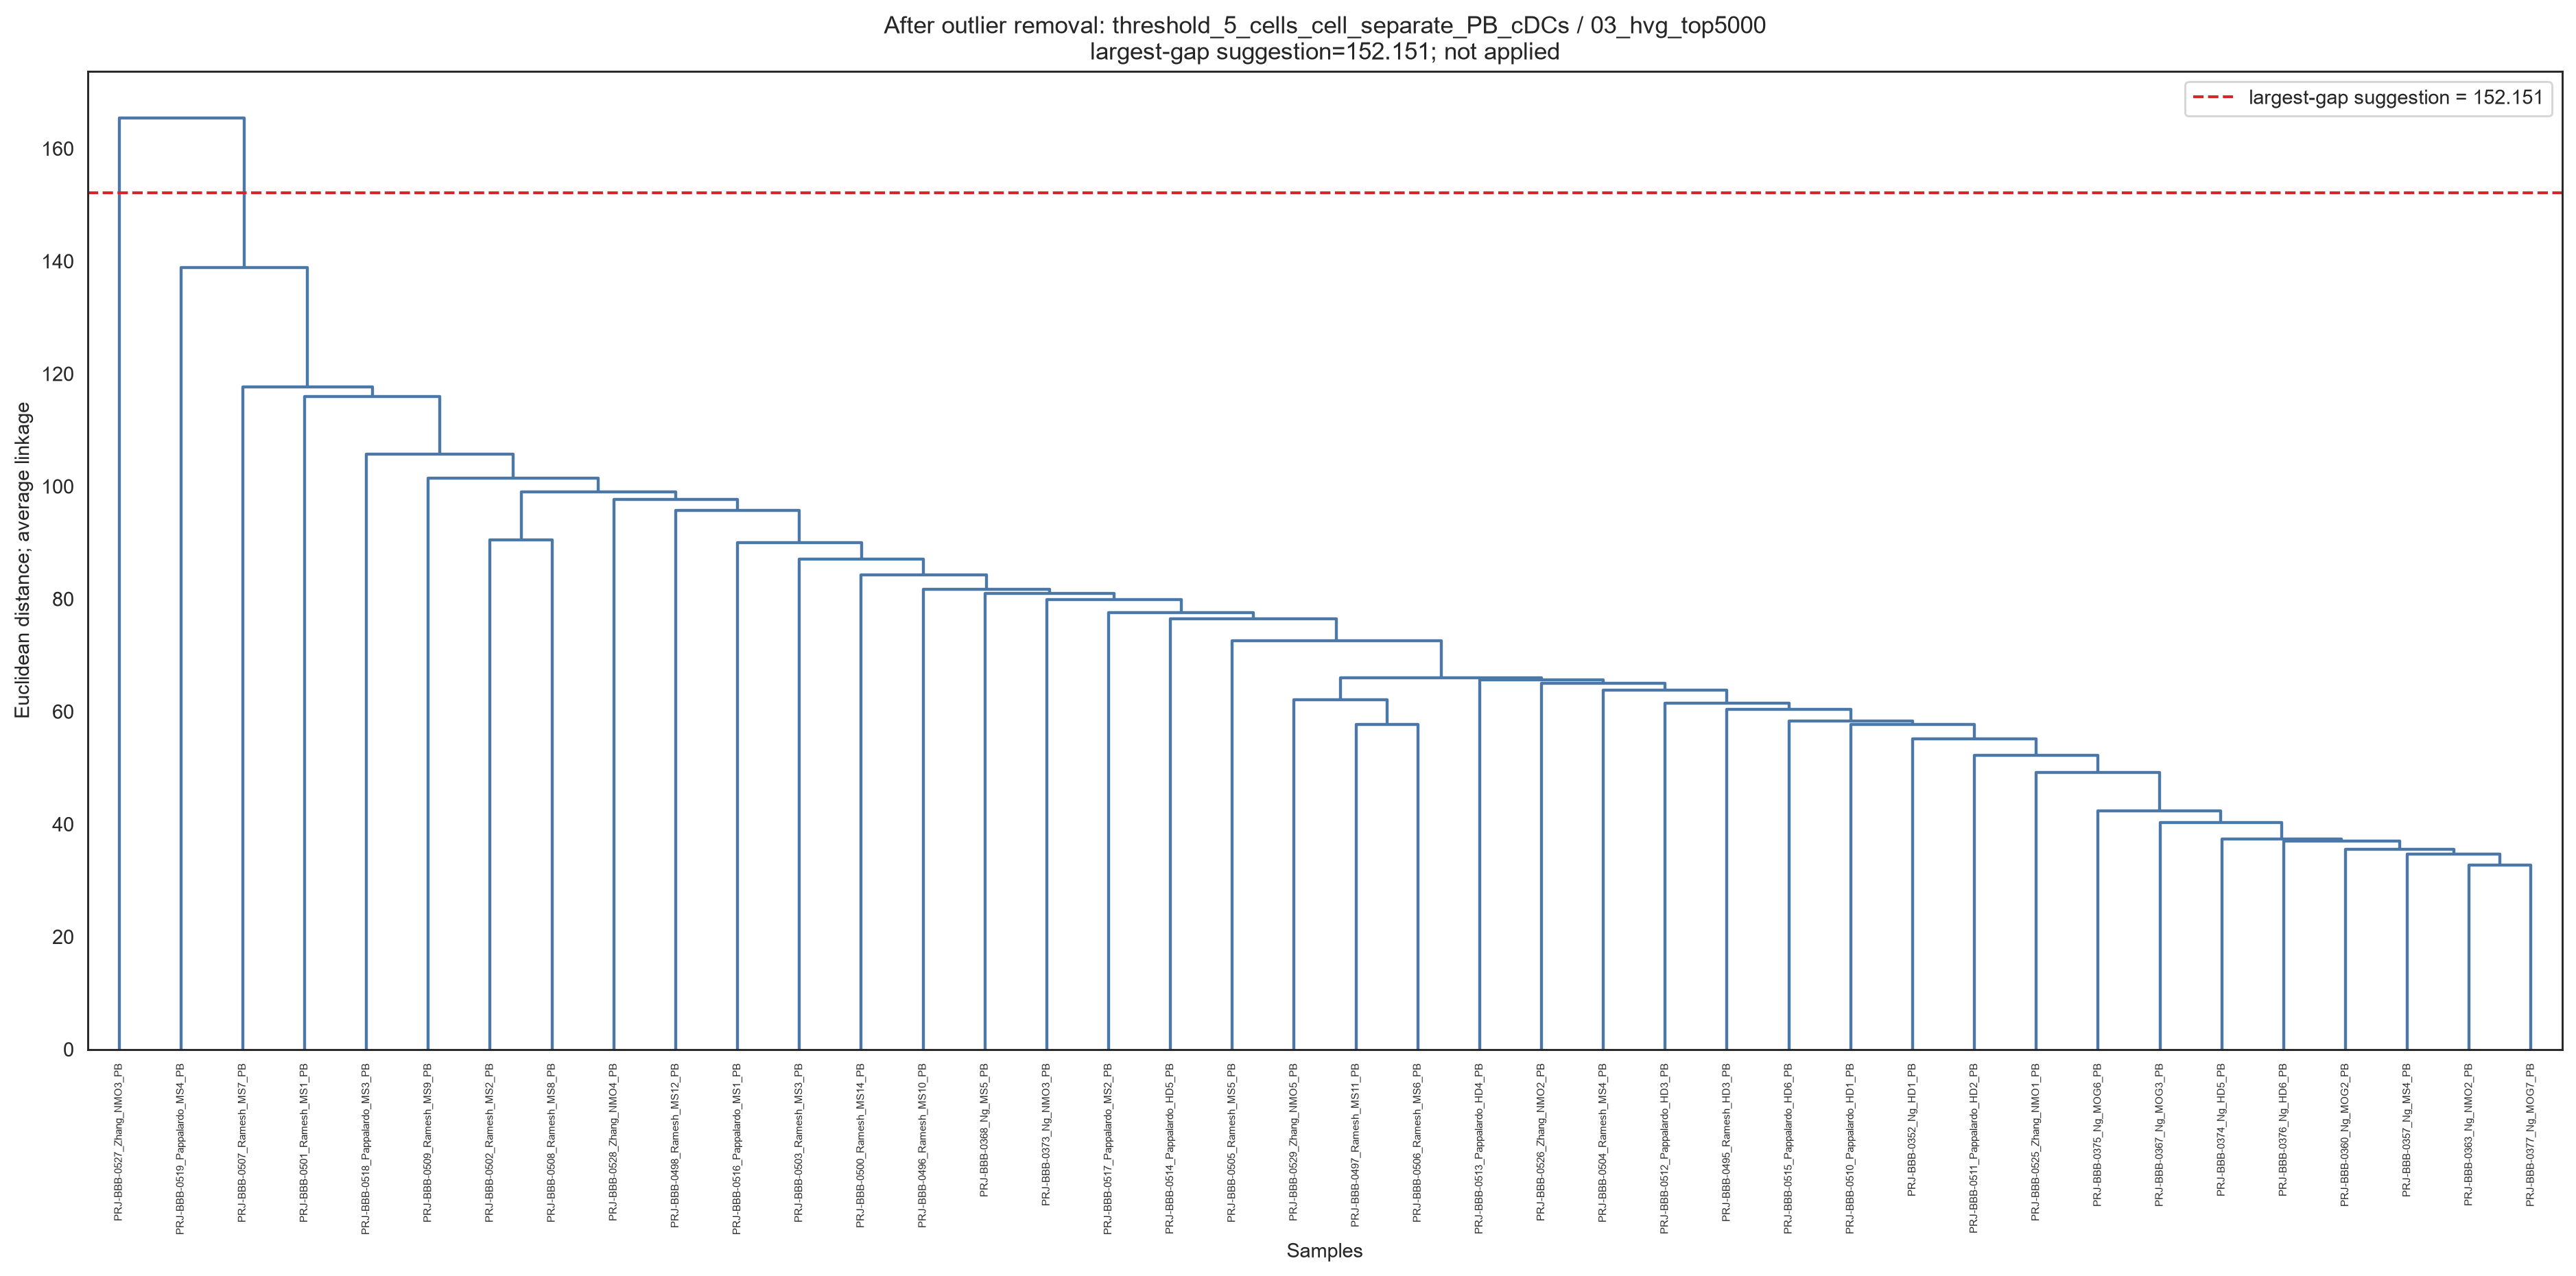 After outlier removal: threshold_5_cells_cell_separate_PB_cDCs / 03_hvg_top5000
largest-gap suggestion=152.151; not applied
largest-gap suggestion = 152.151
Euclidean distance; average linkage
160
140
120
100
80
60
40
20
0
PRJ-BBB-0527_Zhang_NMO3_PB
PRJ-BBB-0519_Pappalardo_MS4_PB
PRJ-BBB-0507_Ramesh_MS7_PB
PRJ-BBB-0501_Ramesh_MS1_PB
PRJ-BBB-0518_Pappalardo_MS3_PB
PRJ-BBB-0509_Ramesh_MS9_PB
PRJ-BBB-0502_Ramesh_MS2_PB
PRJ-BBB-0508_Ramesh_MS8_PB
PRJ-BBB-0528_Zhang_NMO4_PB
PRJ-BBB-0498_Ramesh_MS12_PB
PRJ-BBB-0516_Pappalardo_MS1_PB
PRJ-BBB-0503_Ramesh_MS3_PB
PRJ-BBB-0500_Ramesh_MS14_PB
PRJ-BBB-0496_Ramesh_MS10_PB
PRJ-BBB-0368_Ng_MS5_PB
PRJ-BBB-0373_Ng_NMO3_PB
PRJ-BBB-0517_Pappalardo_MS2_PB
PRJ-BBB-0514_Pappalardo_HD5_PB
PRJ-BBB-0505_Ramesh_MS5_PB
PRJ-BBB-0529_Zhang_NMO5_PB
PRJ-BBB-0497_Ramesh_MS11_PB
PRJ-BBB-0506_Ramesh_MS6_PB
PRJ-BBB-0513_Pappalardo_HD4_PB
PRJ-BBB-0526_Zhang_NMO2_PB
PRJ-BBB-0504_Ramesh_MS4_PB
PRJ-BBB-0512_Pappalardo_HD3_PB
PRJ-BBB-0495_Ramesh_HD3_PB
PRJ-BBB-0515_Pappalardo_HD6_PB
PRJ-BBB-0510_Pappalardo_HD1_PB
PRJ-BBB-0352_Ng_HD1_PB
PRJ-BBB-0511_Pappalardo_HD2_PB
PRJ-BBB-0525_Zhang_NMO1_PB
PRJ-BBB-0375_Ng_MOG6_PB
PRJ-BBB-0367_Ng_MOG3_PB
PRJ-BBB-0374_Ng_HD5_PB
PRJ-BBB-0376_Ng_HD6_PB
PRJ-BBB-0360_Ng_MOG2_PB
PRJ-BBB-0357_Ng_MS4_PB
PRJ-BBB-0363_Ng_NMO2_PB
PRJ-BBB-0377_Ng_MOG7_PB
Samples